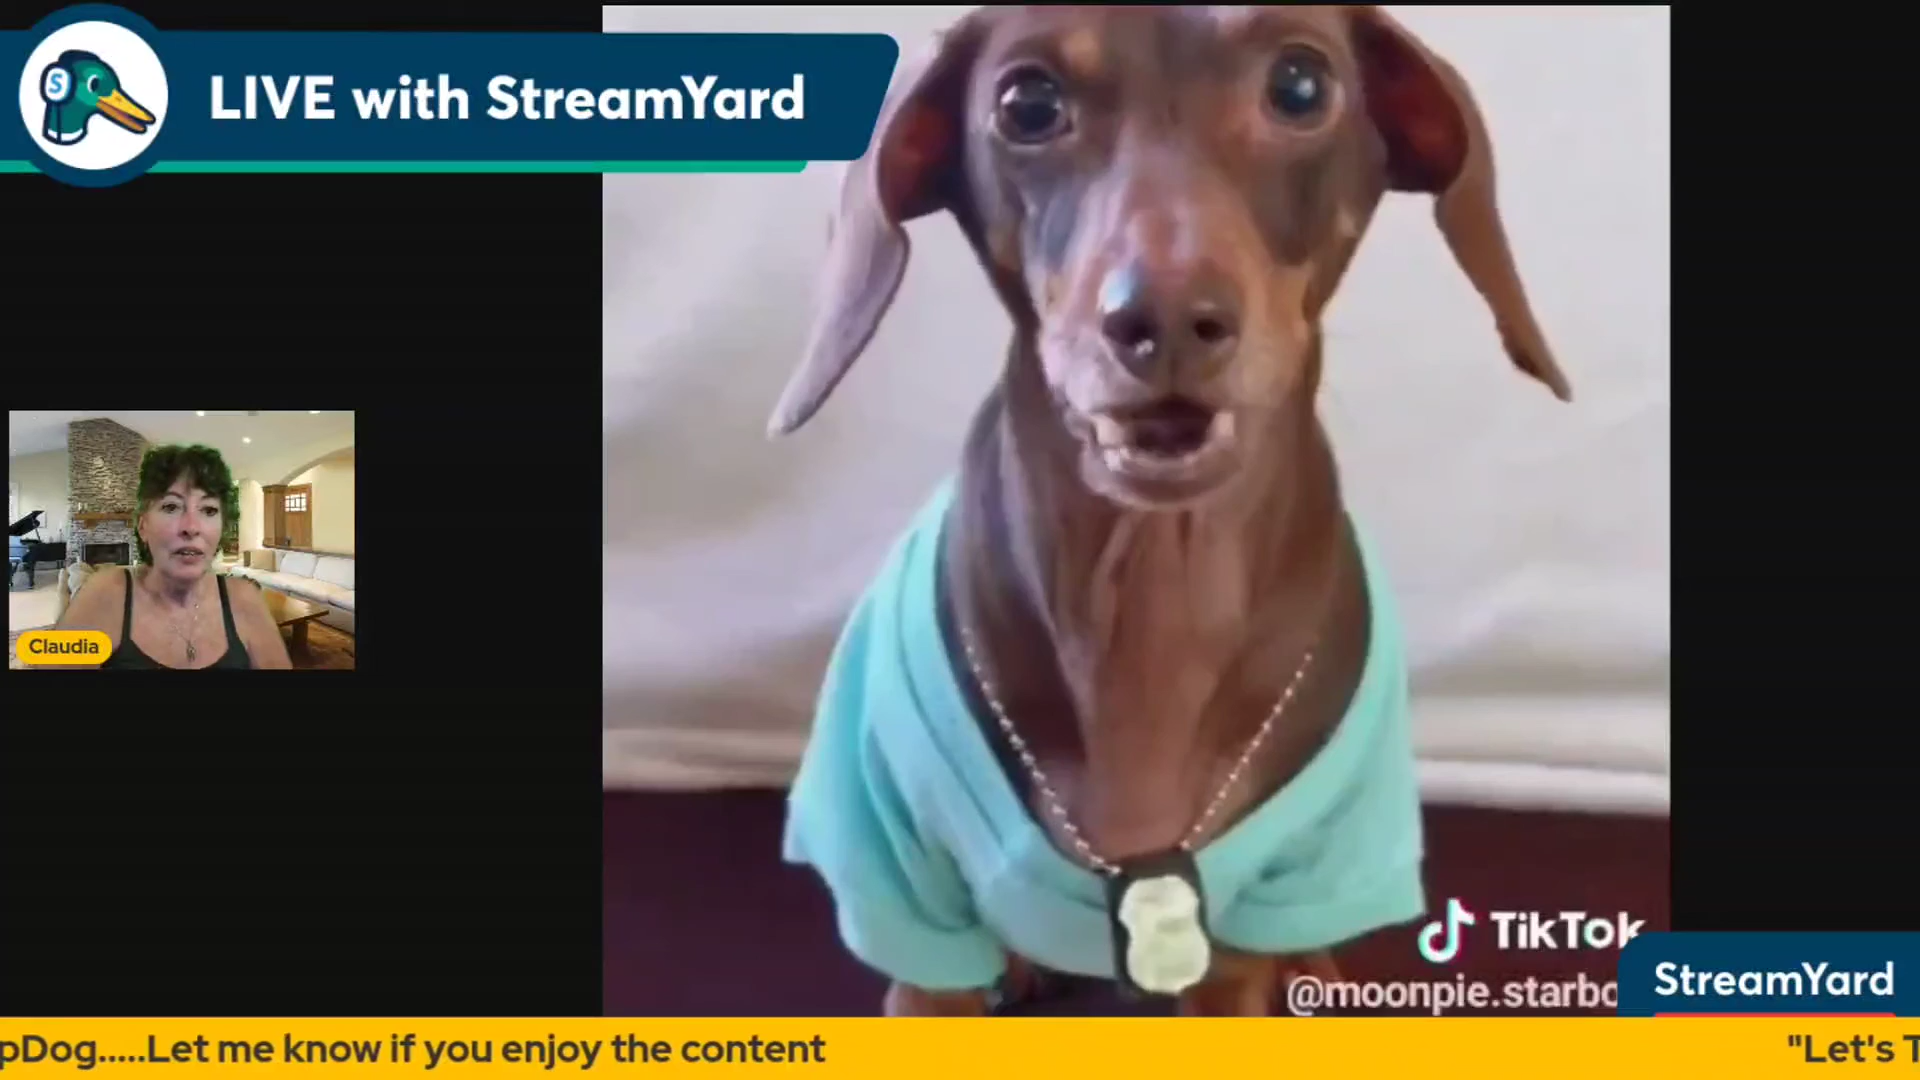 S
LIVE with StreamYard
Claudia
TikTok
@moonpie.starbo
StreamYard
pDog.....Let me know if you enjoy the content
"Let's T